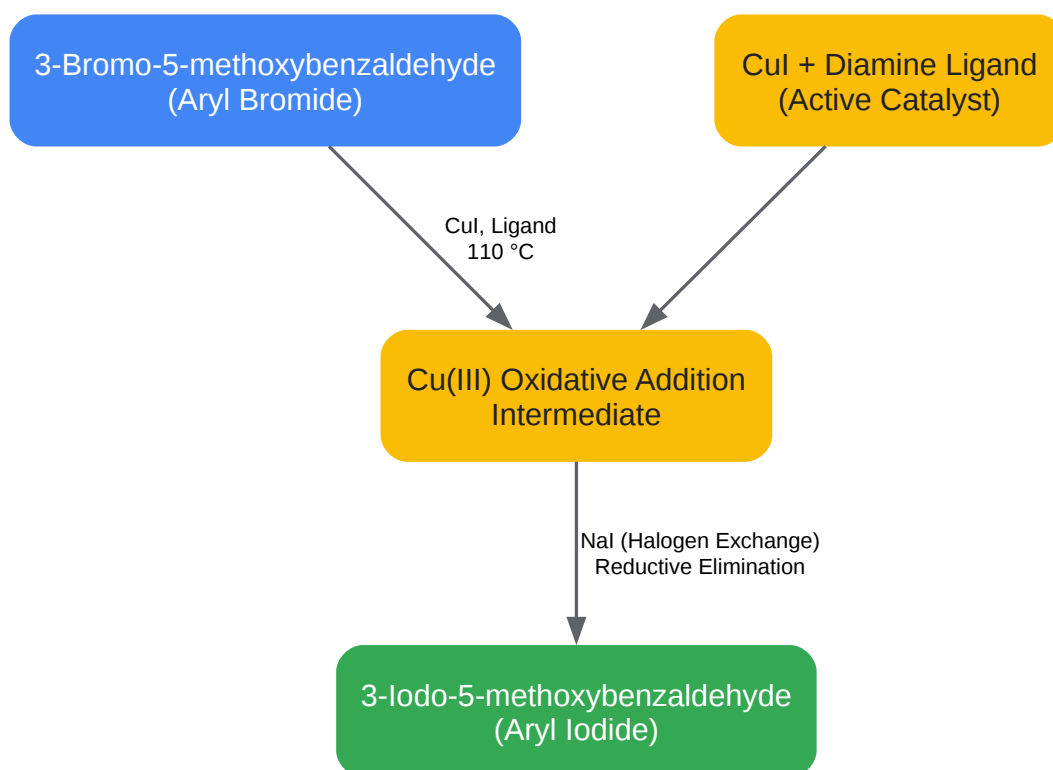 3-Bromo-5-methoxybenzaldehyde
(Aryl Bromide)
CuI + Diamine Ligand
(Active Catalyst)
CuI, Ligand
110 °C
Cu(III) Oxidative Addition
Intermediate
NaI (Halogen Exchange)
Reductive Elimination
3-Iodo-5-methoxybenzaldehyde
(Aryl Iodide)